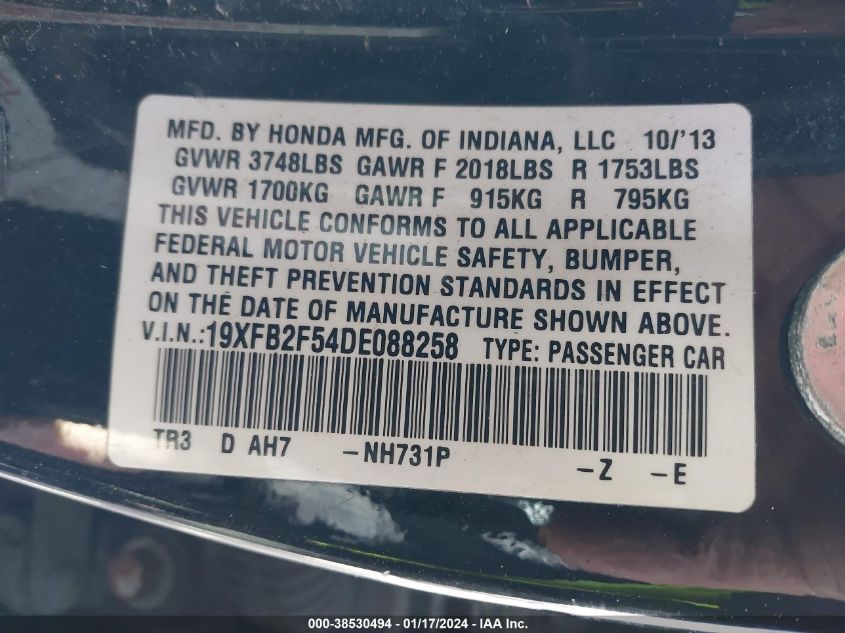 MFD. BY HONDA MFG. OF INDIANA, LLC 10/'13
GVWR 3748LBS GAWR F 2018LBS R 1753LBS
GVWR 1700KG GAWR F 915KG R 795KG
THIS VEHICLE CONFORMS TO ALL APPLICABLE
FEDERAL MOTOR VEHICLE SAFETY, BUMPER,
AND THEFT PREVENTION STANDARDS IN EFFECT
ON THE DATE OF MANUFACTURE SHOWN ABOVE.
V.I.N.:19XFB2F54DE088258 TYPE: PASSENGER CAR
TR3 D AH7 -NH731P -Z -E
000-38530494 - 01/17/2024 - IAA Inc.